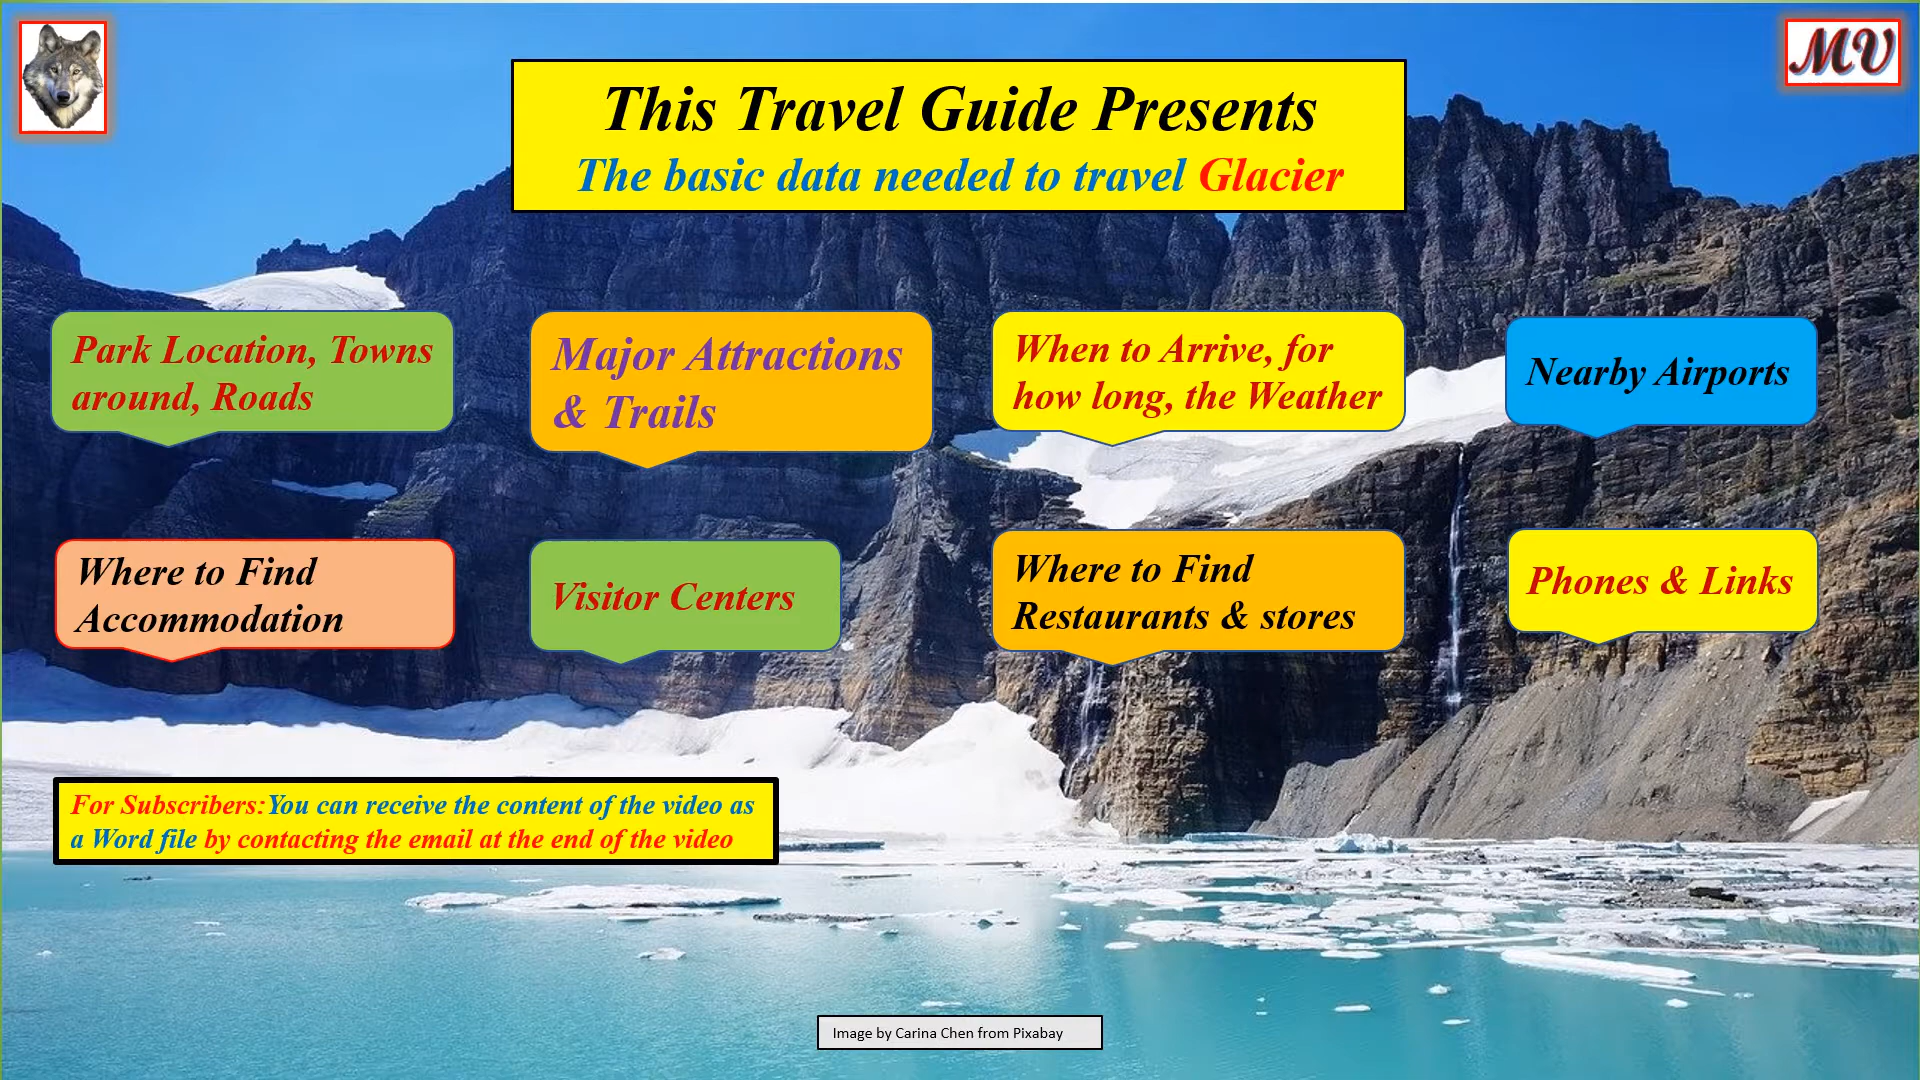 MV
This Travel Guide Presents
The basic data needed to travel Glacier
Park Location, Towns
around, Roads
Major Attractions
& Trails
When to Arrive, for
how long, the Weather
Nearby Airports
Where to Find
Accommodation
Visitor Centers
Where to Find
Restaurants & stores
Phones & Links
For Subscribers:You can receive the content of the video as
a Word file by contacting the email at the end of the video
Image by Carina Chen from Pixabay